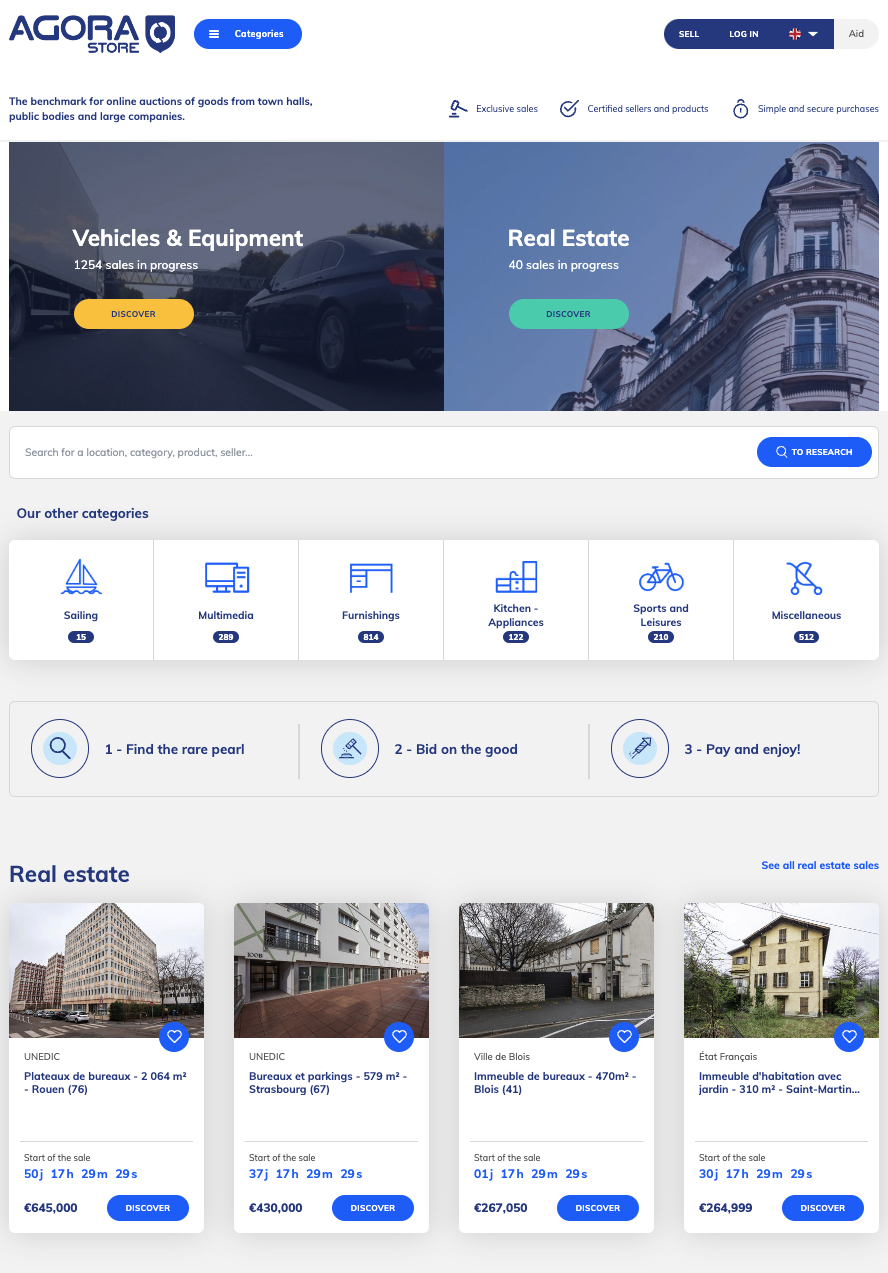 AGORA
STORE
Categories
SELL
LOG IN
Aid
The benchmark for online auctions of goods from town halls,
public bodies and large companies.
Exclusive sales
Certified sellers and products
Simple and secure purchases
Vehicles & Equipment
1254 sales in progress
DISCOVER
Real Estate
40 sales in progress
DISCOVER
Search for a location, category, product, seller...
TO RESEARCH
Our other categories
Sailing
15
Multimedia
289
Furnishings
814
Kitchen -
Appliances
122
Sports and
Leisures
210
Miscellaneous
512
1 - Find the rare pearl
2 - Bid on the good
3 - Pay and enjoy!
Real estate
See all real estate sales
UNEDIC
Plateaux de bureaux - 2 064 m²
- Rouen (76)
Start of the sale
50j 17h 29m 29s
€645,000
DISCOVER
100B
UNEDIC
Bureaux et parkings - 579 m² -
Strasbourg (67)
Start of the sale
37j 17h 29m 29s
€430,000
DISCOVER
Ville de Blois
Immeuble de bureaux - 470m² -
Blois (41)
Start of the sale
01j 17h 29m 29s
€267,050
DISCOVER
État Français
Immeuble d'habitation avec
jardin - 310 m² - Saint-Martin...
Start of the sale
30j 17h 29m 29s
€264,999
DISCOVER